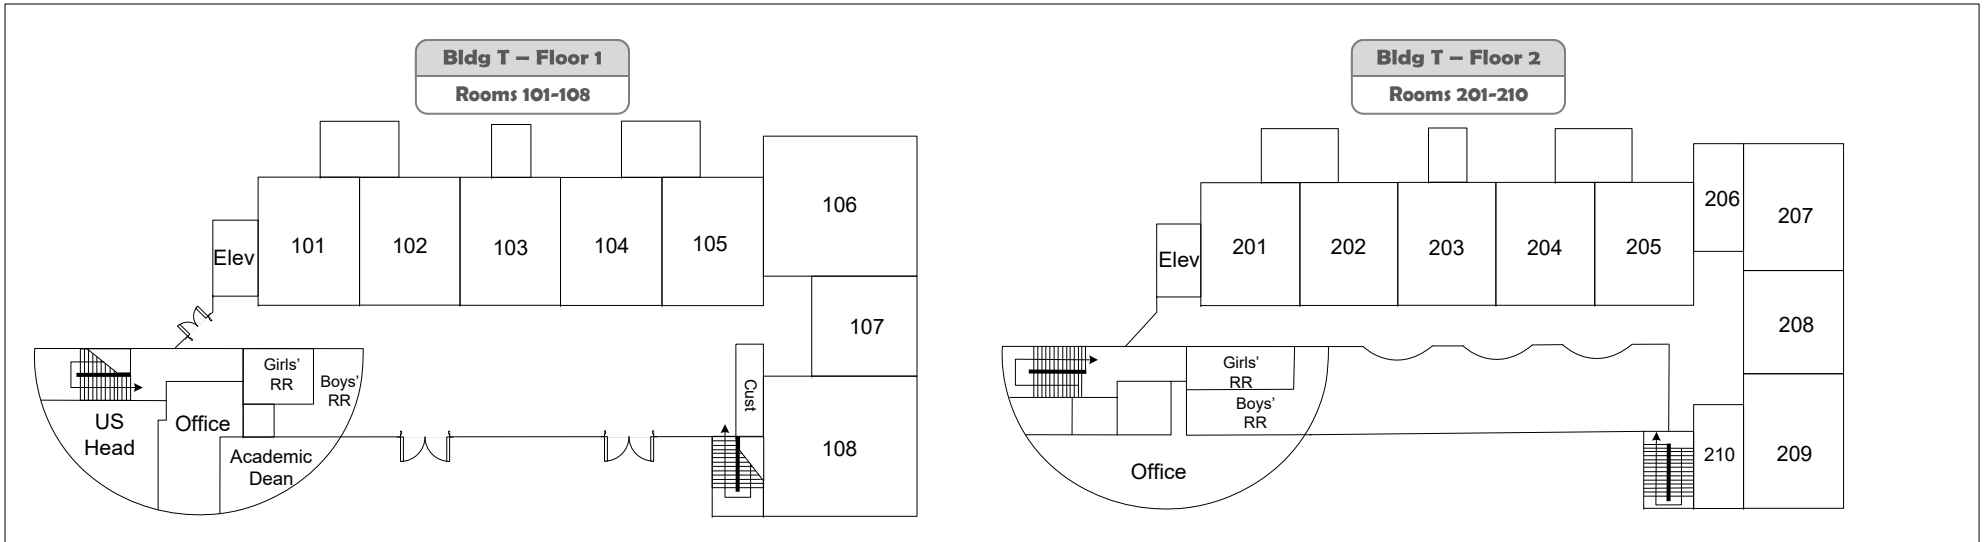 Bldg T – Floor 1
Rooms 101-108
106
101
102
103
104
105
Elev
107
Girls'
RR
Boys'
RR
Cust
US
Head
Office
Academic
Dean
108
Bldg T – Floor 2
Rooms 201-210
206
207
201
202
203
204
205
Elev
208
Girls'
RR
Boys'
RR
Office
210
209